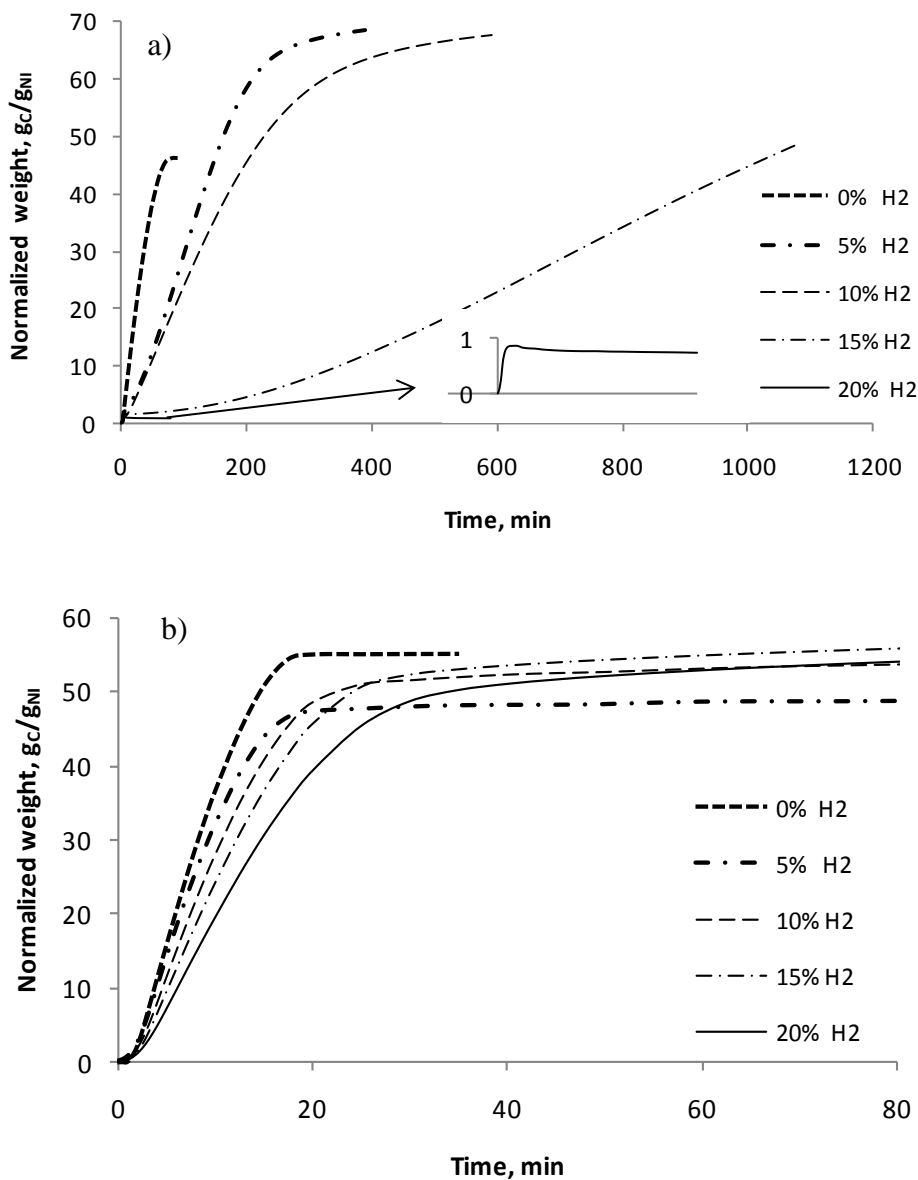 a)
Normalized weight, gC/gNI
70
60
50
40
30
20
10
0
1
0
0% H2
5% H2
10% H2
15% H2
20% H2
0 200 400 600 800 1000 1200
Time, min
b)
Normalized weight, gC/gNI
60
50
40
30
20
10
0
0% H2
5% H2
10% H2
15% H2
20% H2
0 20 40 60 80
Time, min